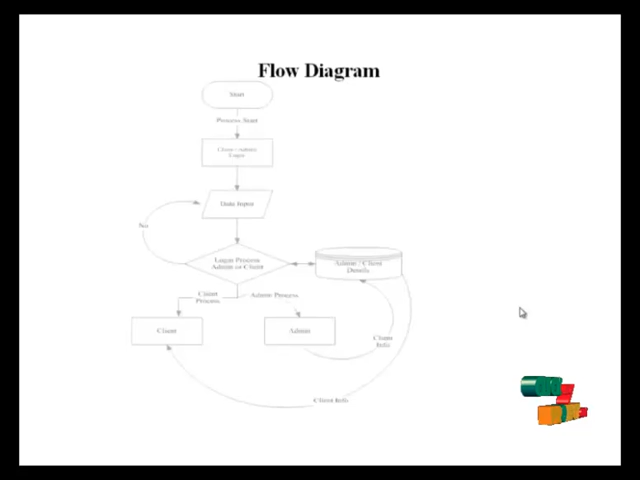 Flow Diagram
Start
Process Start
Client / Admin
Login
Data Input
No
Login Process
Admin or Client
Admin / Client
Details
Client
Process
Admin Process
Client
Admin
Client
Info
Client Info